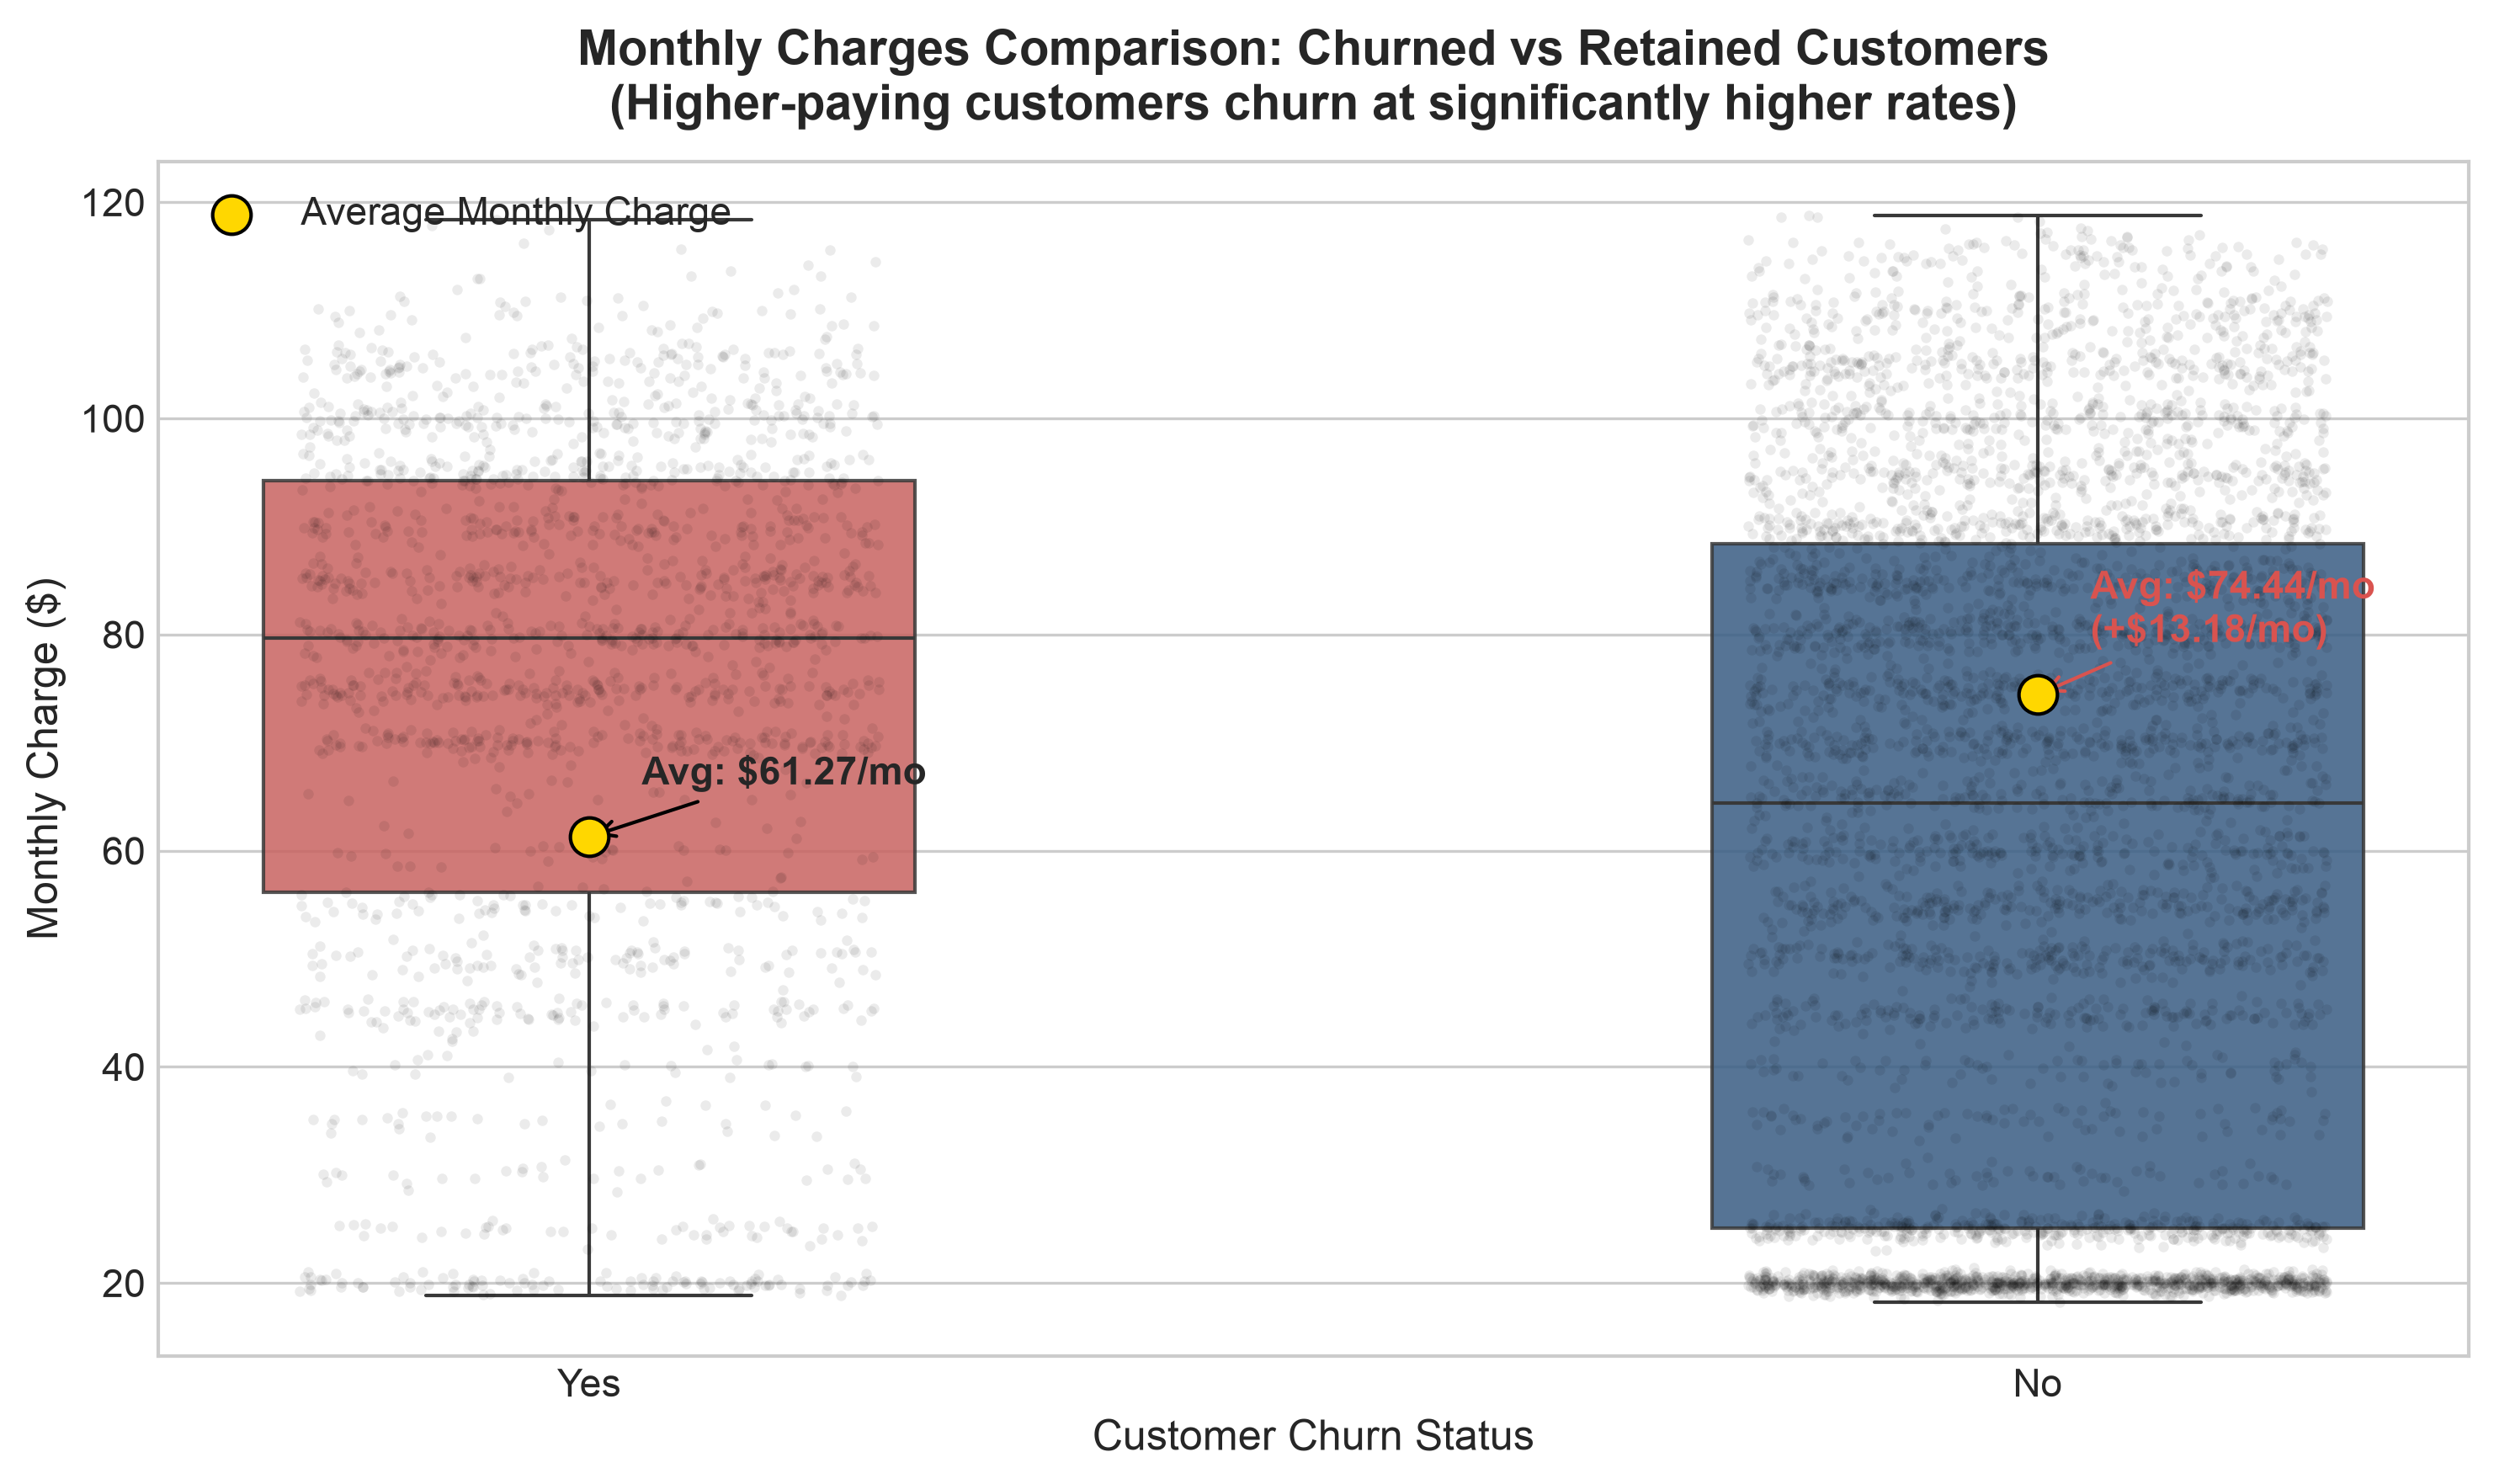 Monthly Charges Comparison: Churned vs Retained Customers
(Higher-paying customers churn at significantly higher rates)
Average Monthly Charge
120
100
80
60
40
20
Monthly Charge ($)
Avg: $61.27/mo
Avg: $74.44/mo
(+$13.18/mo)
Yes
No
Customer Churn Status